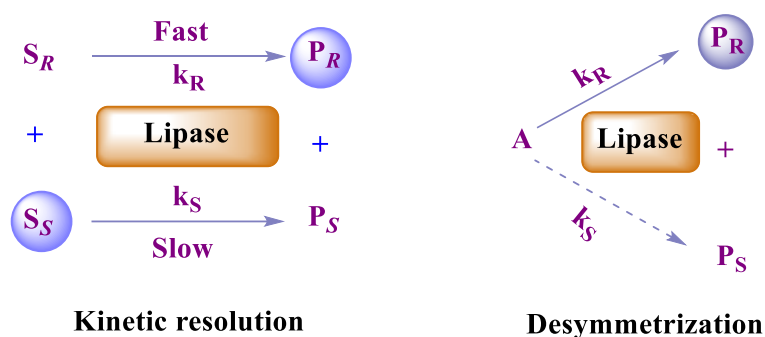 Fast
S_R P_R
k_R
+ Lipase +
k_S
S_S P_S
Slow
Kinetic resolution
P_R
k_R
A Lipase +
k_S
P_S
Desymmetrization